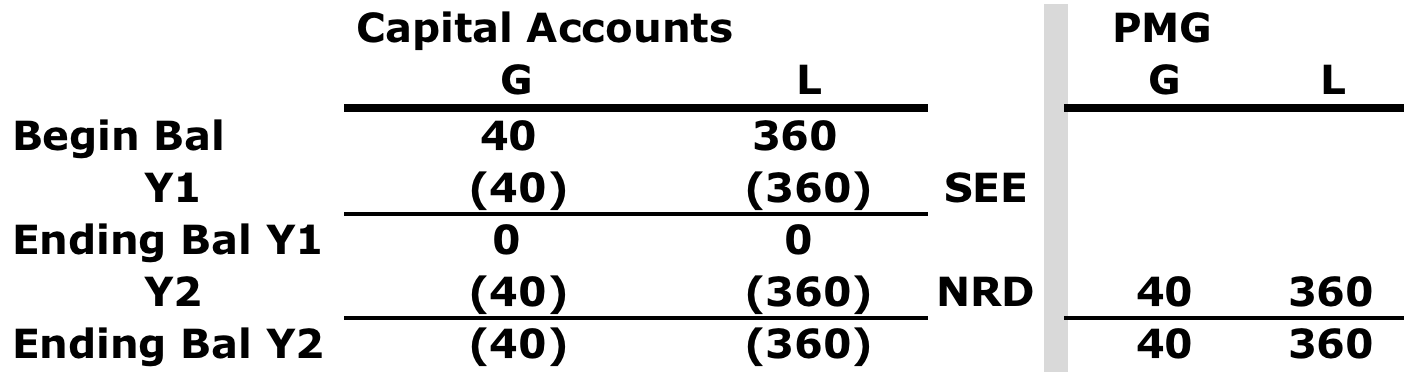 Capital Accounts PMG
G L G L
Begin Bal 40 360
Y1 (40) (360) SEE
Ending Bal Y1 0 0
Y2 (40) (360) NRD 40 360
Ending Bal Y2 (40) (360) 40 360